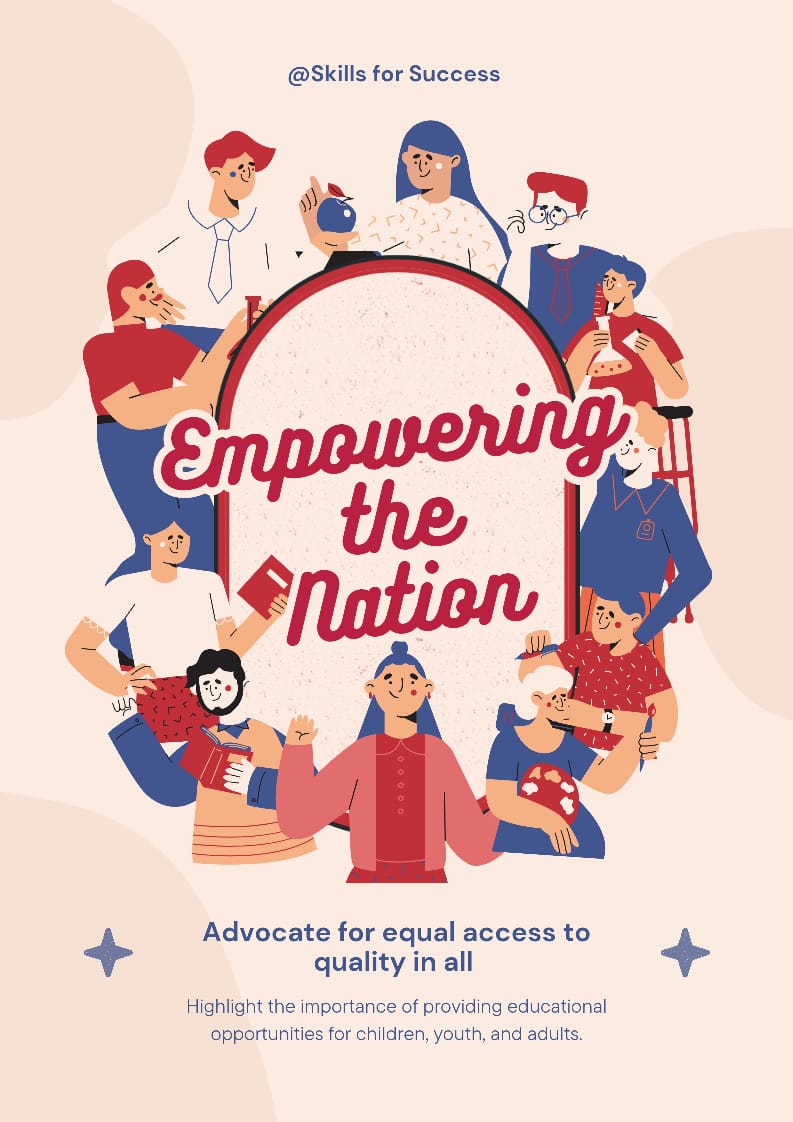 @Skills for Success
Empowering
the
Nation
Advocate for equal access to
quality in all
Highlight the importance of providing educational
opportunities for children, youth, and adults.